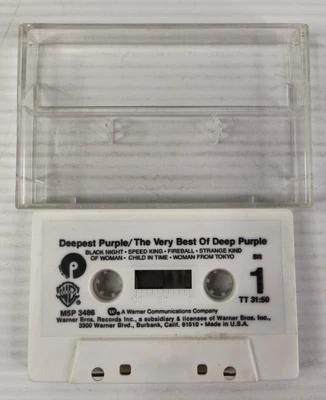 Deepest Purple/The Very Best Of Deep Purple
BLACK NIGHT • SPEED KING • FIREBALL • STRANGE KIND
OF WOMAN • CHILD IN TIME • WOMAN FROM TOKYO
P
1
TT 31:50
M5P 3486
A Warner Communications Company
Warner Bros. Records Inc., a subsidiary & licensee of Warner Bros. Inc.,
3300 Warner Blvd., Burbank, Calif. 91510 • Made in U.S.A.